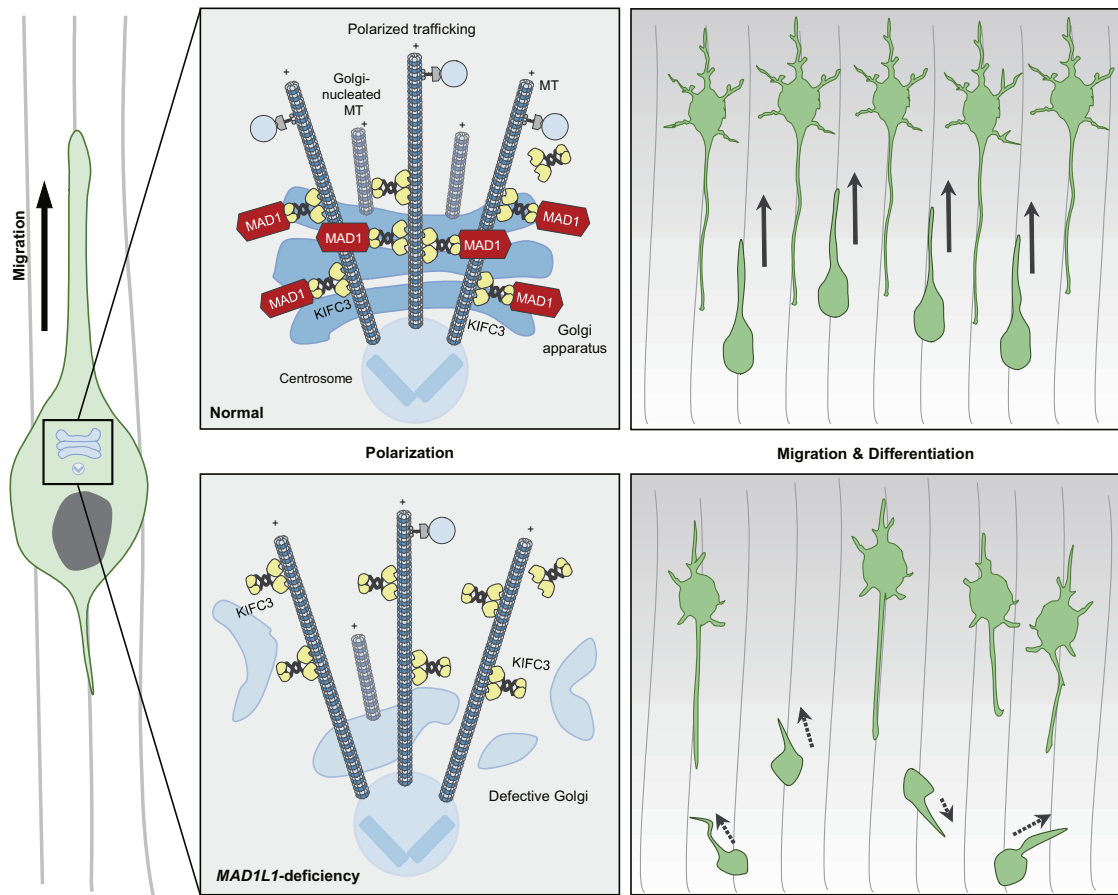 Migration
Polarized trafficking
+
+
+
Golgi-
nucleated
MT
MT
+
+
MAD1
MAD1
MAD1
MAD1
MAD1
MAD1
KIFC3
KIFC3
Golgi
apparatus
Centrosome
Normal
Polarization
Migration & Differentiation
+
+
+
KIFC3
+
KIFC3
Defective Golgi
MAD1L1-deficiency